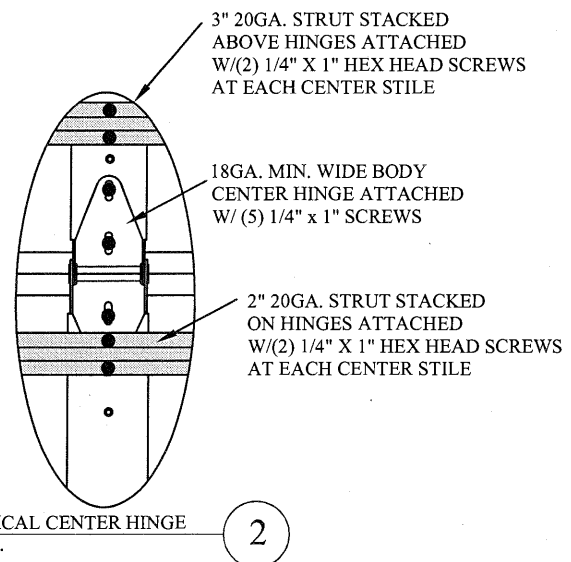 3" 20GA. STRUT STACKED
ABOVE HINGES ATTACHED
W/(2) 1/4" X 1" HEX HEAD SCREWS
AT EACH CENTER STILE
18GA. MIN. WIDE BODY
CENTER HINGE ATTACHED
W/ (5) 1/4" x 1" SCREWS
2" 20GA. STRUT STACKED
ON HINGES ATTACHED
W/(2) 1/4" X 1" HEX HEAD SCREWS
AT EACH CENTER STILE
CENTER HINGE
2